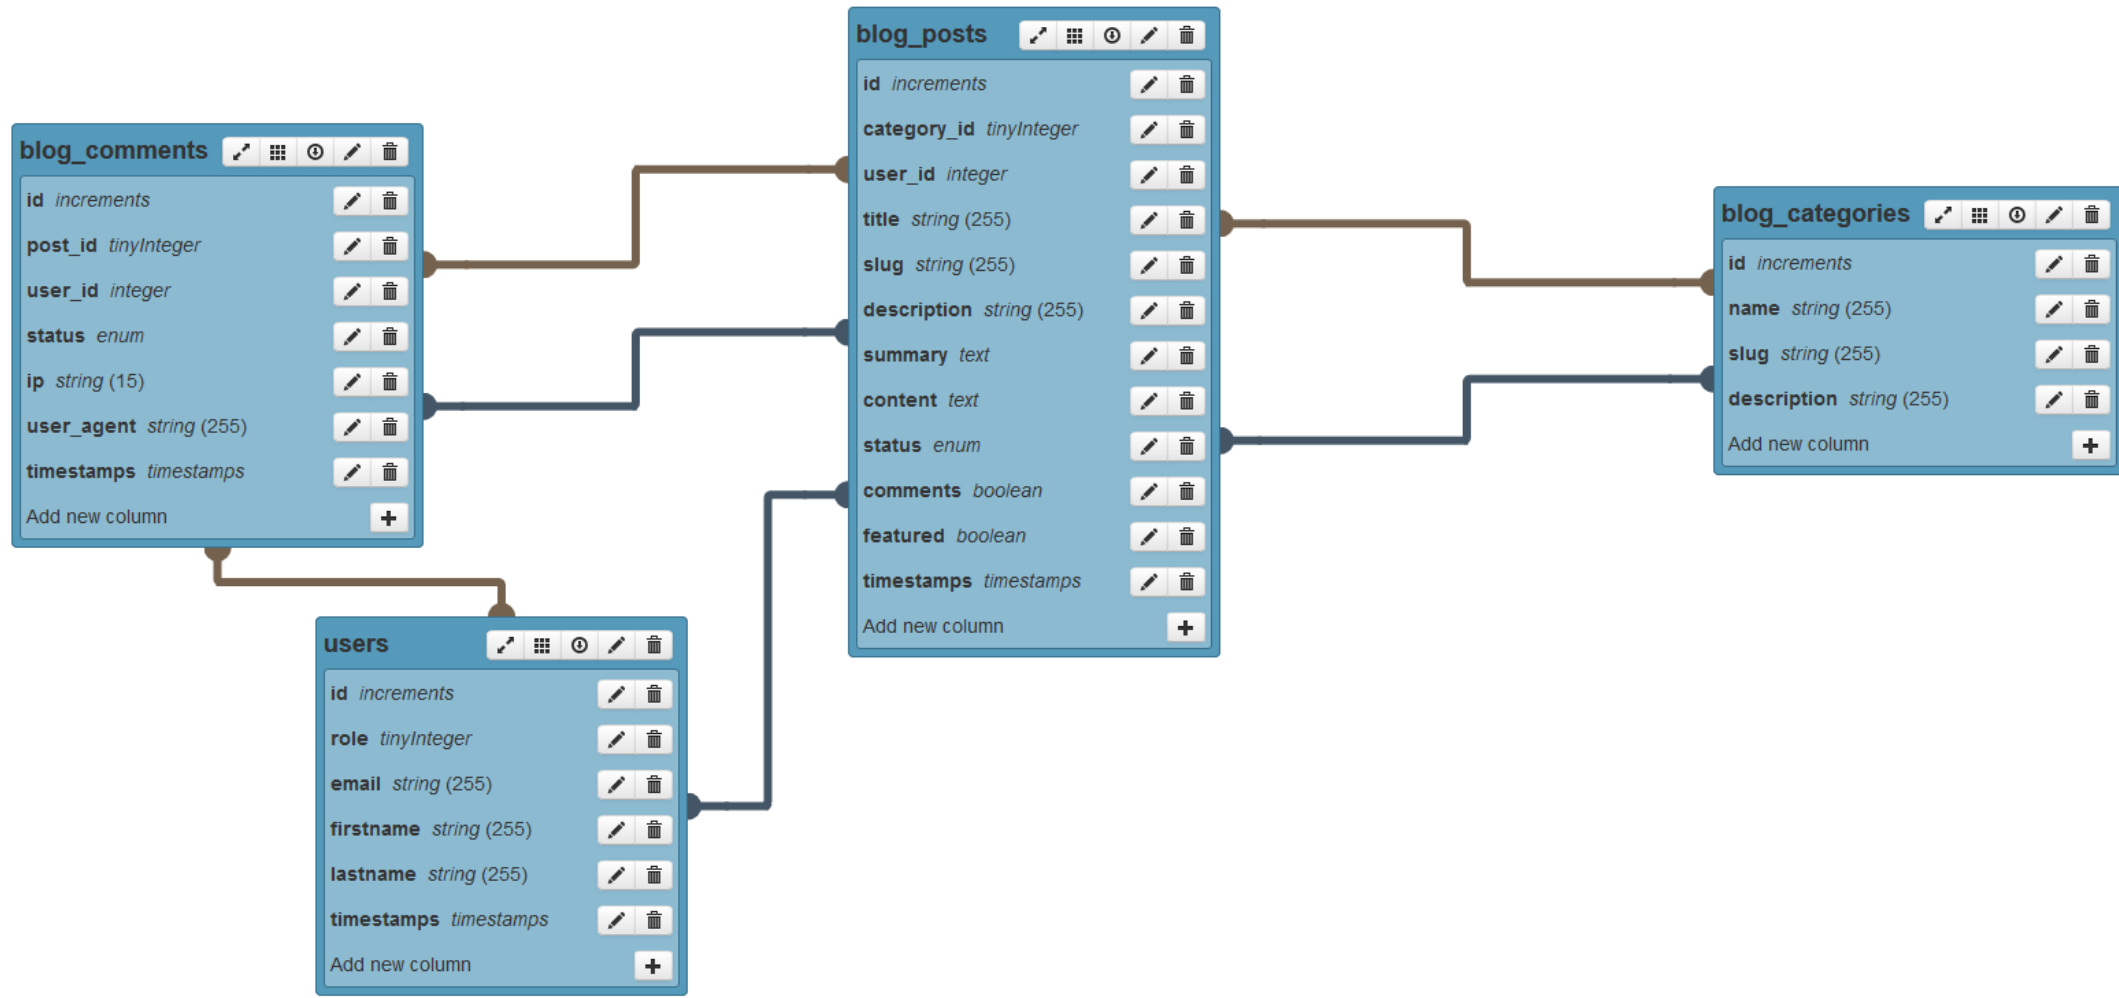 blog_comments
id increments
post_id tinyInteger
user_id integer
status enum
ip string (15)
user_agent string (255)
timestamps timestamps
Add new column
users
id increments
role tinyInteger
email string (255)
firstname string (255)
lastname string (255)
timestamps timestamps
Add new column
blog_posts
id increments
category_id tinyInteger
user_id integer
title string (255)
slug string (255)
description string (255)
summary text
content text
status enum
comments boolean
featured boolean
timestamps timestamps
Add new column
blog_categories
id increments
name string (255)
slug string (255)
description string (255)
Add new column